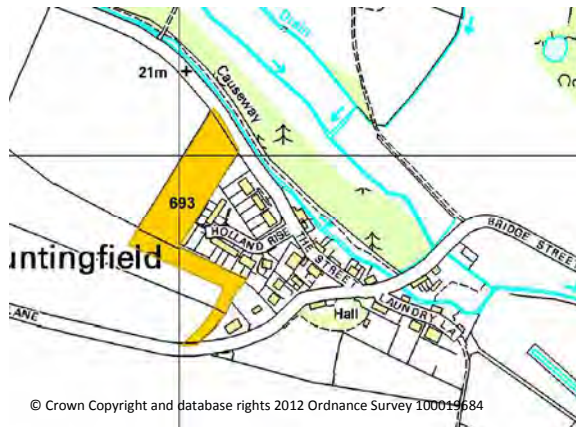 Drain
21m
Causeway
693
HOLLAND RISE
THE STREET
untingfield
BRIDGE STREET
LANE
Hall
LAUNDRY LA
© Crown Copyright and database rights 2012 Ordnance Survey 100019684